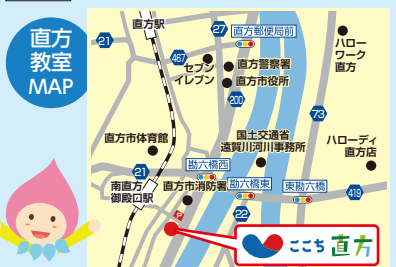 直方
教室
MAP
直方駅
21
27
直方郵便局前
467
セブン
イレブン
直方警察署
直方市役所
ハロー
ワーク
直方
200
73
直方市体育館
国土交通省
遠賀川河川事務所
ハローディ
直方店
勘六橋西
21
南直方
御殿口駅
直方市消防署
勘六橋東
東勘六橋
419
22
P
ここち直方